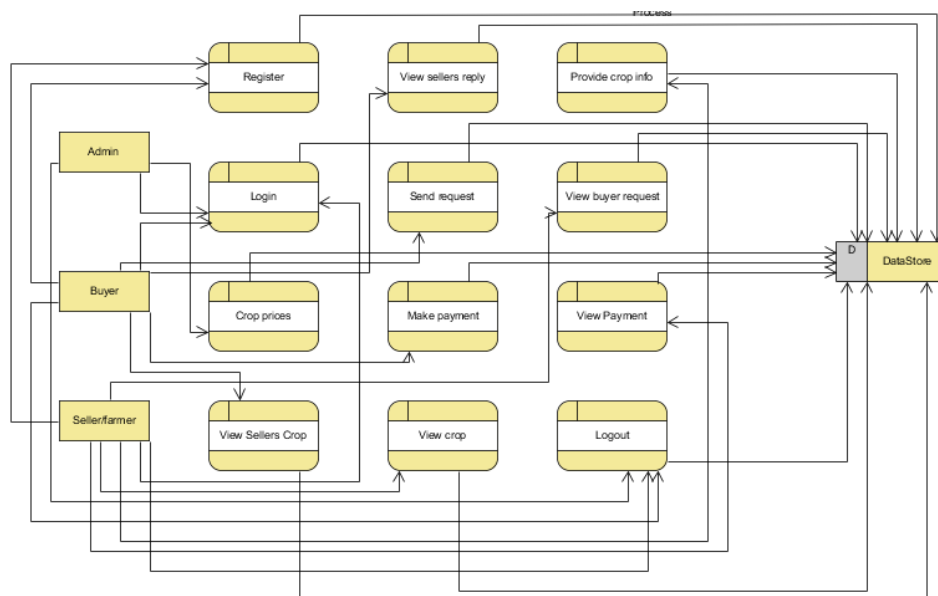 Process
Register
View sellers reply
Provide crop info
Admin
Login
Send request
View buyer request
D
DataStore
Buyer
Crop prices
Make payment
View Payment
Seller/farmer
View Sellers Crop
View crop
Logout